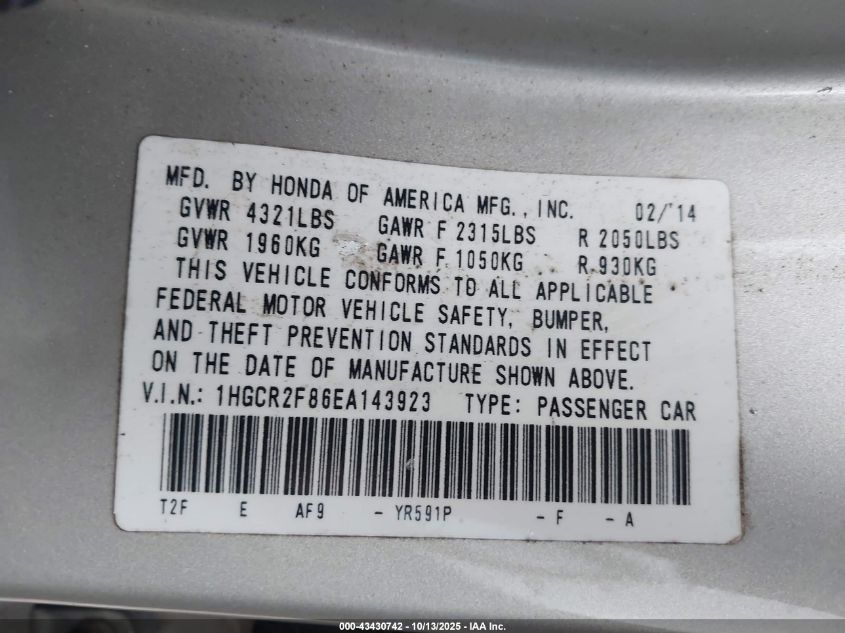 MFD. BY HONDA OF AMERICA MFG., INC. 02/'14
GVWR 4321LBS GAWR F 2315LBS R 2050LBS
GVWR 1960KG GAWR F 1050KG R 930KG
THIS VEHICLE CONFORMS TO ALL APPLICABLE
FEDERAL MOTOR VEHICLE SAFETY, BUMPER,
AND THEFT PREVENTION STANDARDS IN EFFECT
ON THE DATE OF MANUFACTURE SHOWN ABOVE.
V.I.N.: 1HGCR2F86EA143923 TYPE: PASSENGER CAR
T2F E AF9 - YR591P - F - A
000-43430742 | 10/13/2025 - IAA Inc.